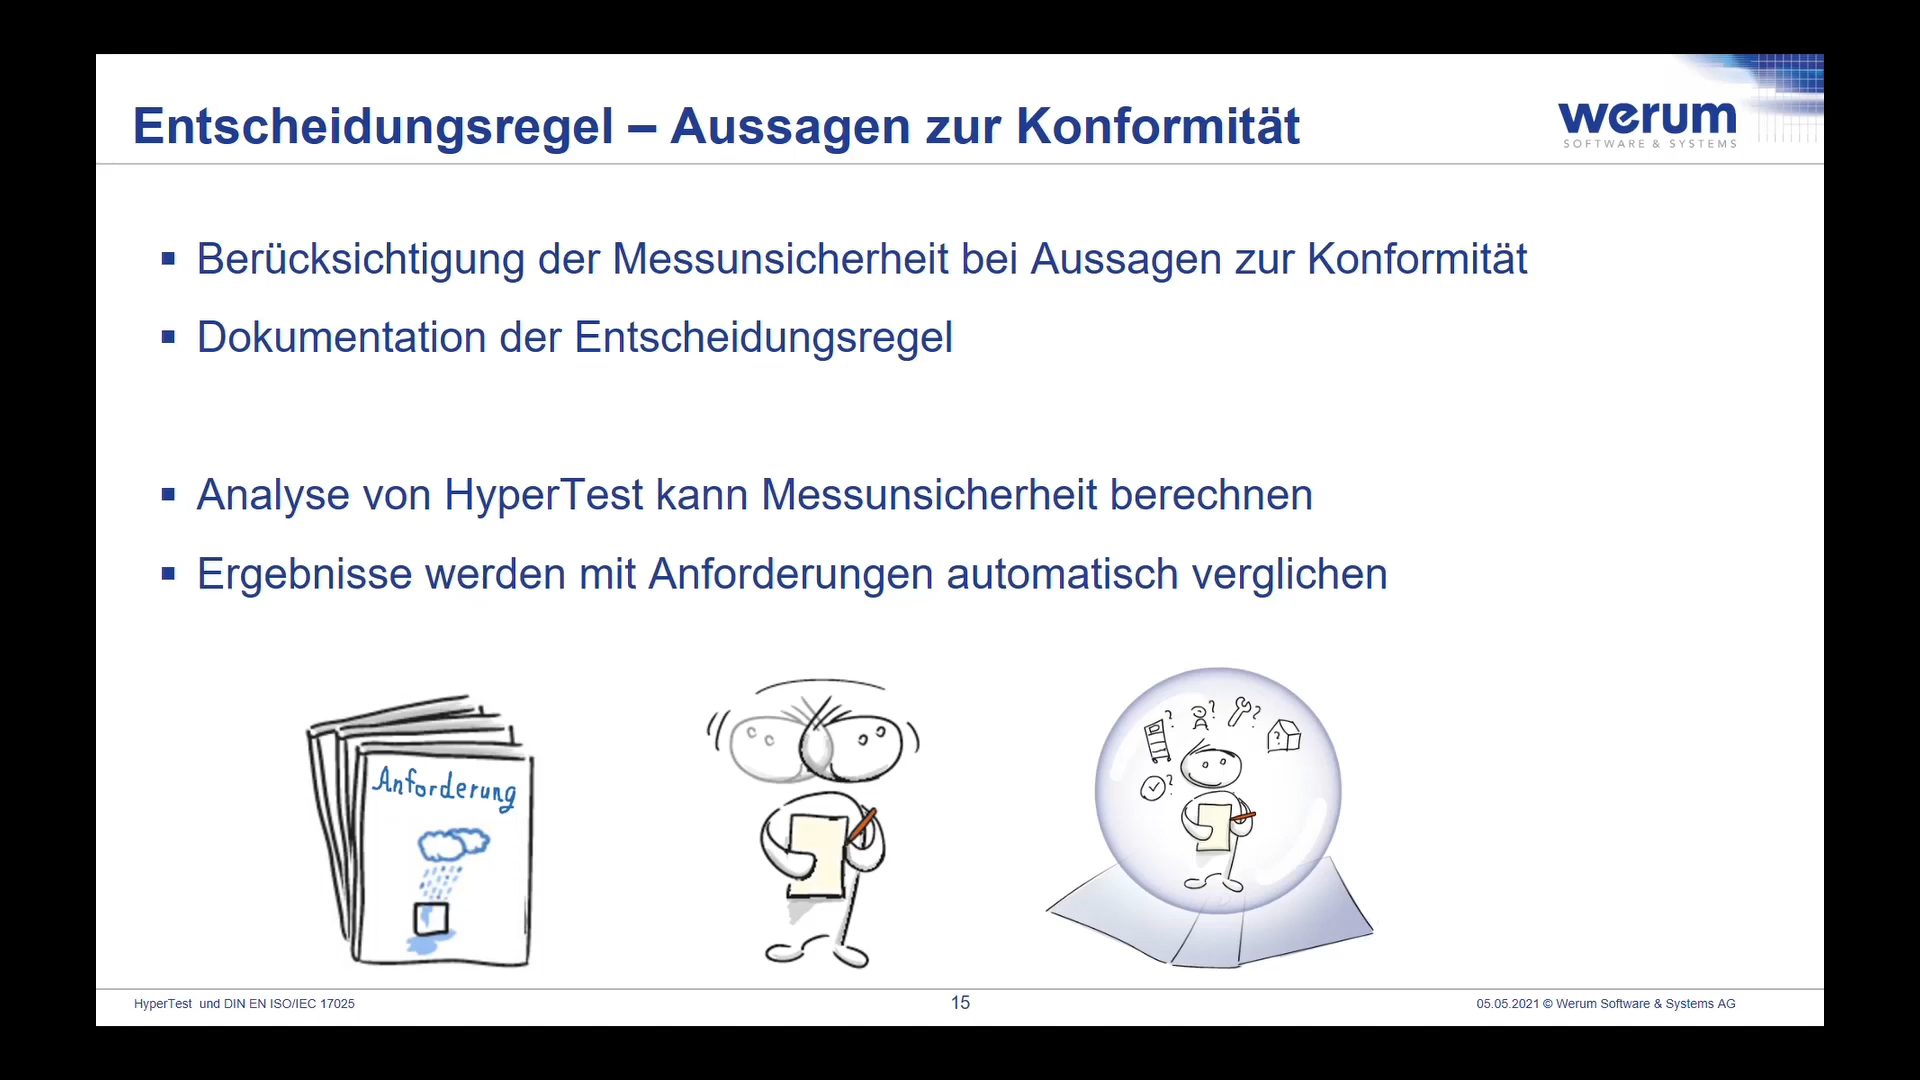 Entscheidungsregel – Aussagen zur Konformität
werum
SOFTWARE & SYSTEMS
▪ Berücksichtigung der Messunsicherheit bei Aussagen zur Konformität
▪ Dokumentation der Entscheidungsregel
▪ Analyse von HyperTest kann Messunsicherheit berechnen
▪ Ergebnisse werden mit Anforderungen automatisch verglichen
Anforderung
? ? ?
?
?
HyperTest und DIN EN ISO/IEC 17025
15
05.05.2021 © Werum Software & Systems AG